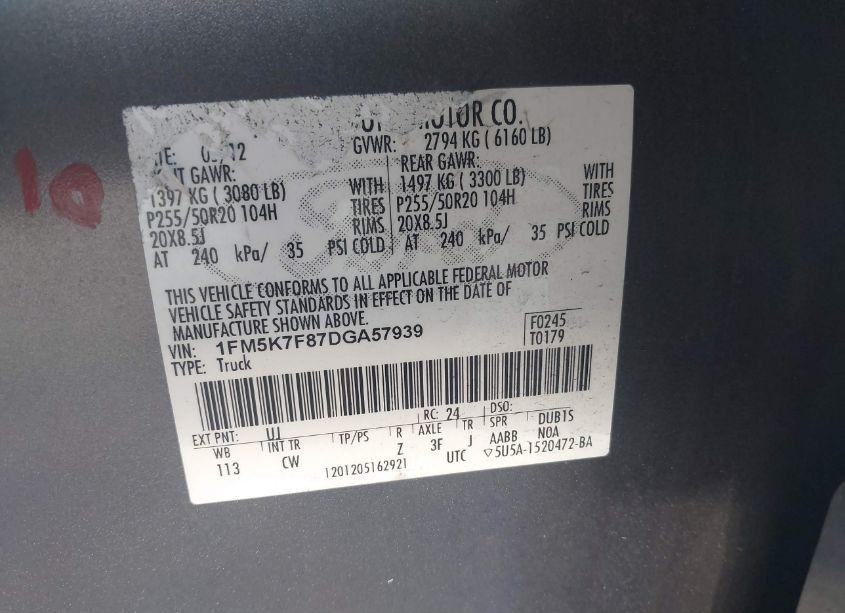 10
MOTOR CO.
GVWR: 2794 KG ( 6160 LB)
GAWR: REAR GAWR:
1397 KG ( 3080 LB) WITH 1497 KG ( 3300 LB) WITH
P255/50R20 104H TIRES P255/50R20 104H TIRES
20X8.5J RIMS 20X8.5J RIMS
AT 240 kPa/ 35 PSI COLD AT 240 kPa/ 35 PSI COLD
THIS VEHICLE CONFORMS TO ALL APPLICABLE FEDERAL MOTOR
VEHICLE SAFETY STANDARDS IN EFFECT ON THE DATE OF
MANUFACTURE SHOWN ABOVE.
VIN: 1FM5K7F87DGA57939 F0245
TYPE: Truck T0179
EXT PNT: UJ RC: 24 DSO:
WB INT TR TP/PS R AXLE TR SPR DUB1S
113 CW Z 3F J AABB N0A
1201205162921 UTC ▽5U5A-1520472-BA